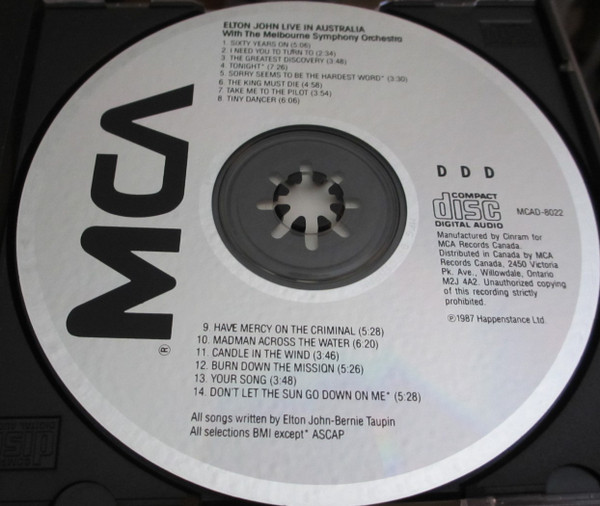 ELTON JOHN LIVE IN AUSTRALIA
With The Melbourne Symphony Orchestra
1. SIXTY YEARS ON (5:06)
2. I NEED YOU TO TURN TO (2:34)
3. THE GREATEST DISCOVERY (3:48)
4. TONIGHT* (7:26)
5. SORRY SEEMS TO BE THE HARDEST WORD* (3:30)
6. THE KING MUST DIE (4:58)
7. TAKE ME TO THE PILOT (3:54)
8. TINY DANCER (6:06)
MCA
®
D D D
COMPACT
disc
DIGITAL AUDIO
MCAD-8022
Manufactured by Cinram for
MCA Records Canada.
Distributed in Canada by MCA
Records Canada, 2450 Victoria
Pk. Ave., Willowdale, Ontario
M2J 4A2. Unauthorized copying
of this recording strictly
prohibited.
℗1987 Happenstance Ltd.
9. HAVE MERCY ON THE CRIMINAL (5:28)
10. MADMAN ACROSS THE WATER (6:20)
11. CANDLE IN THE WIND (3:46)
12. BURN DOWN THE MISSION (5:26)
13. YOUR SONG (3:48)
14. DON'T LET THE SUN GO DOWN ON ME* (5:28)
All songs written by Elton John-Bernie Taupin
All selections BMI except* ASCAP
disc